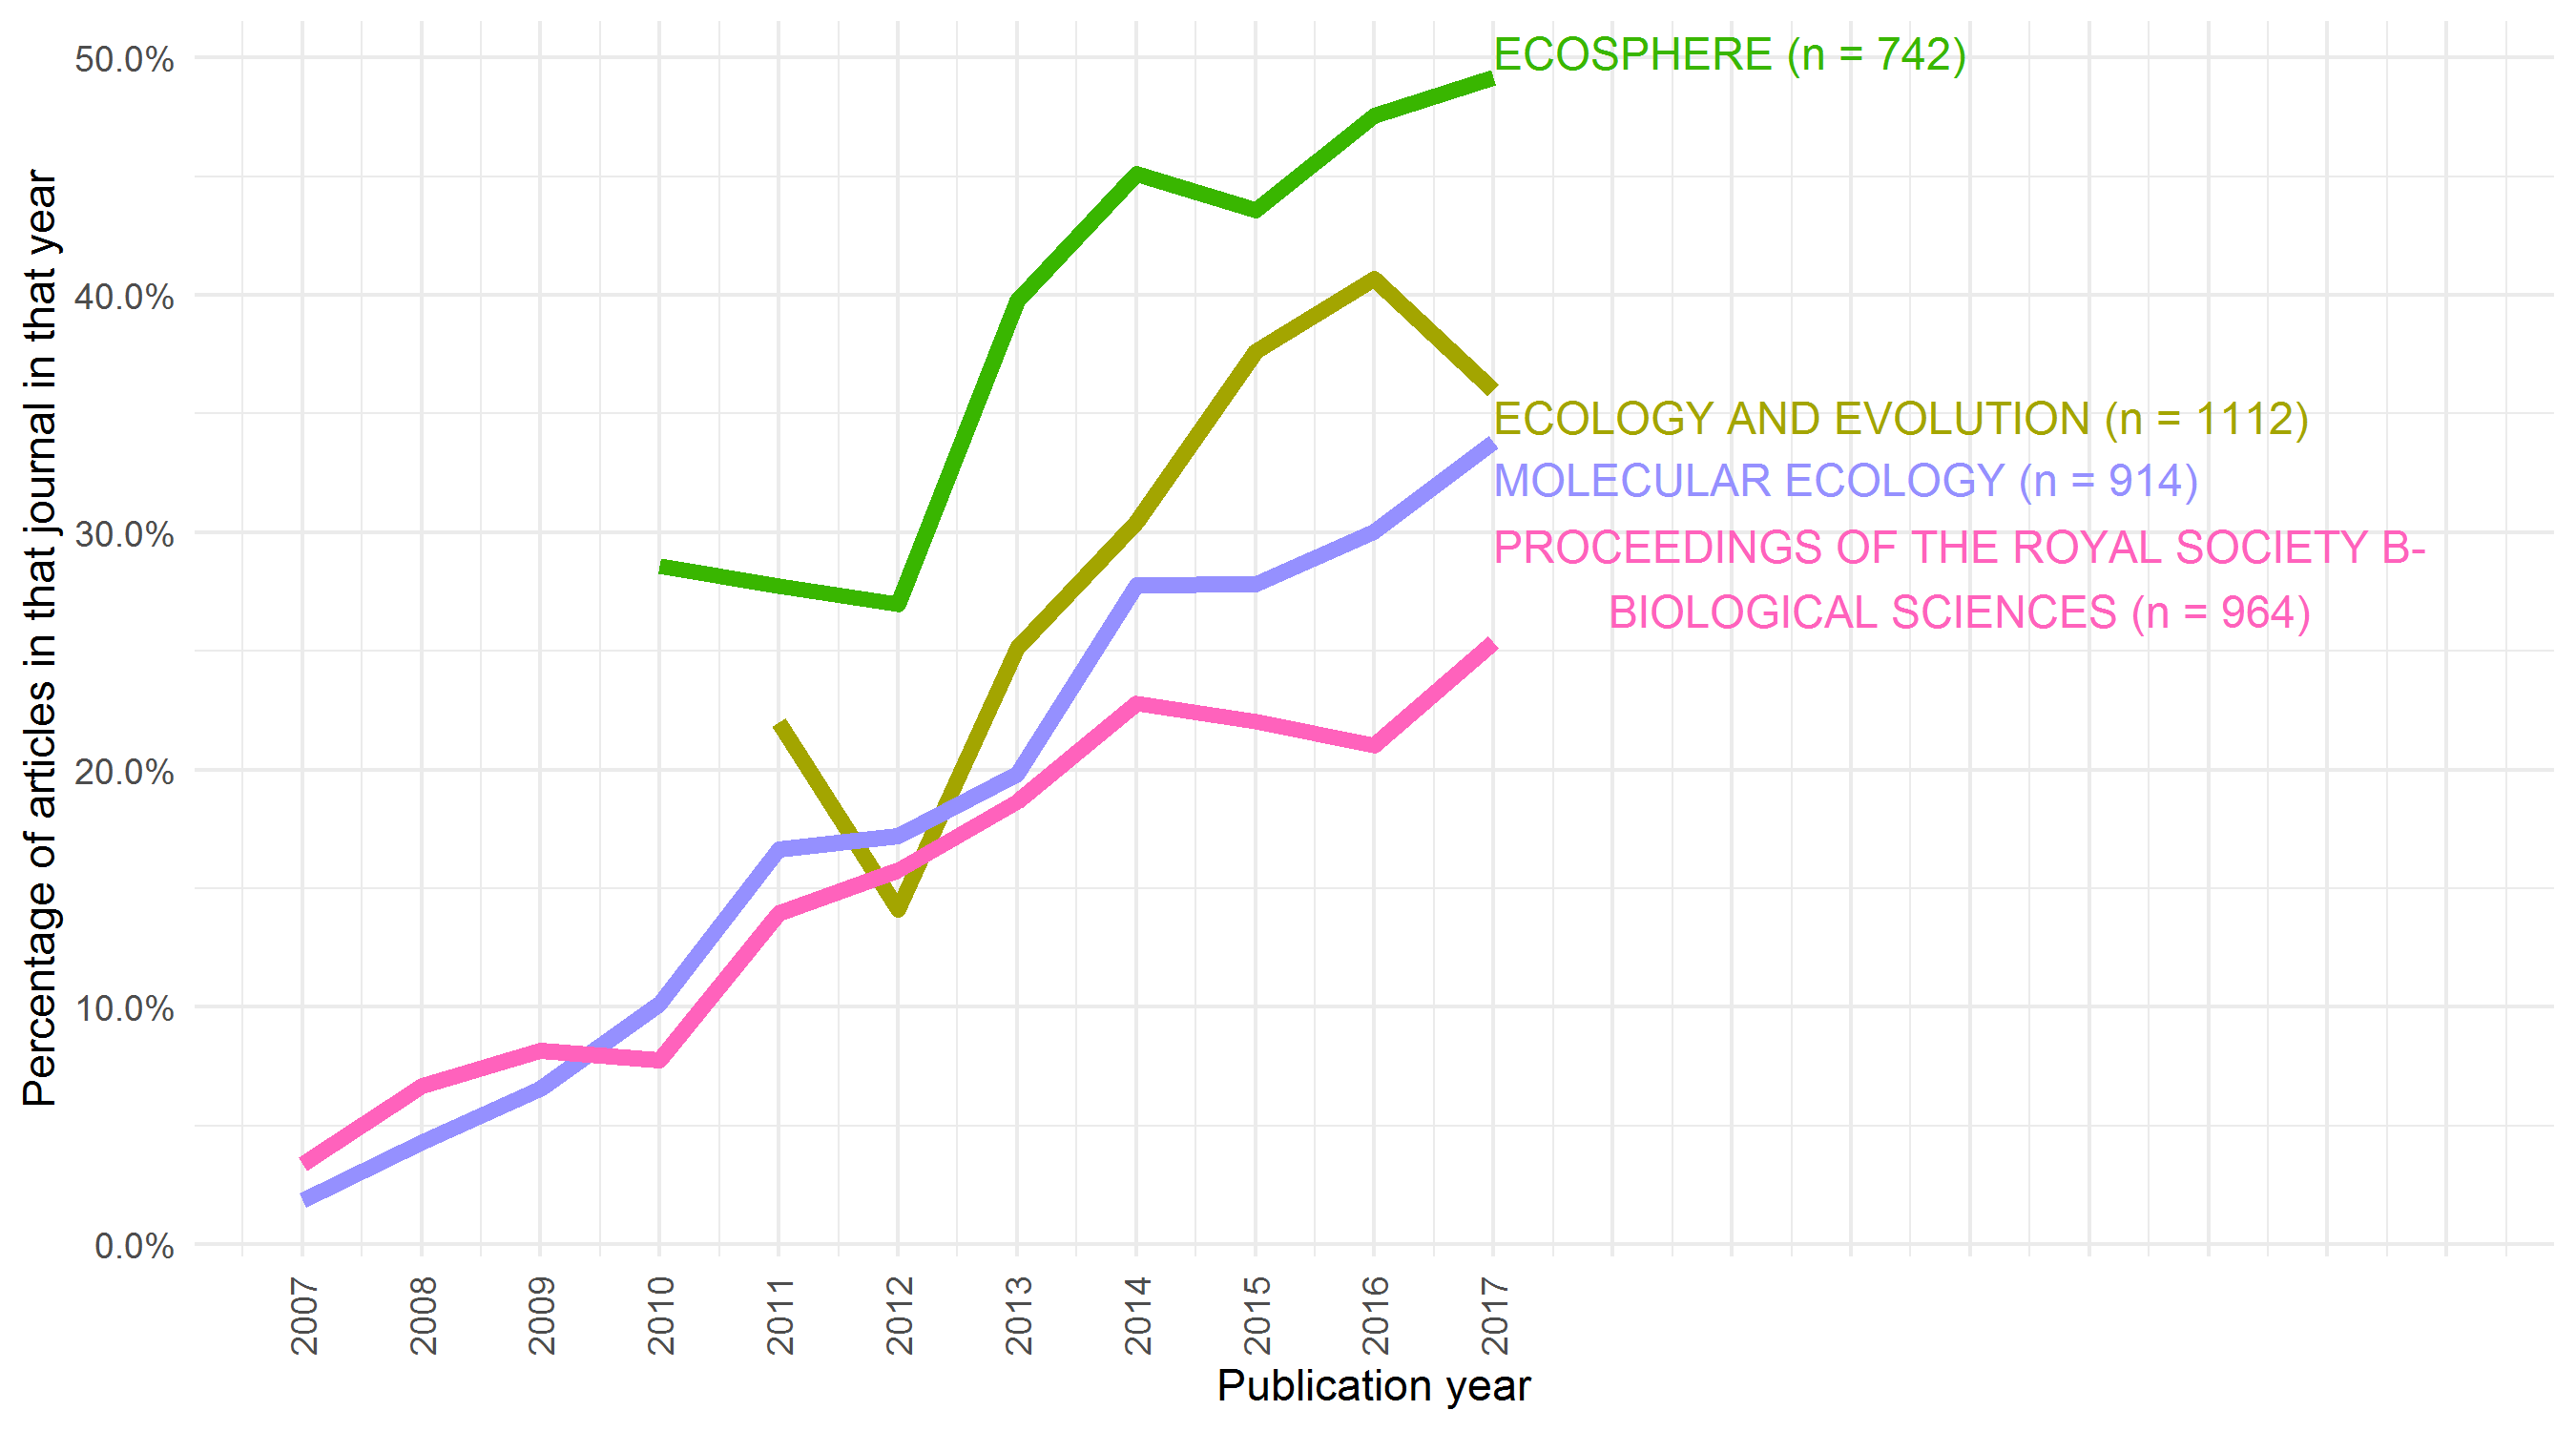 50.0%
40.0%
30.0%
20.0%
10.0%
0.0%
Percentage of articles in that journal in that year
ECOSPHERE (n = 742)
ECOLOGY AND EVOLUTION (n = 1112)
MOLECULAR ECOLOGY (n = 914)
PROCEEDINGS OF THE ROYAL SOCIETY B-
BIOLOGICAL SCIENCES (n = 964)
2007
2008
2009
2010
2011
2012
2013
2014
2015
2016
2017
Publication year